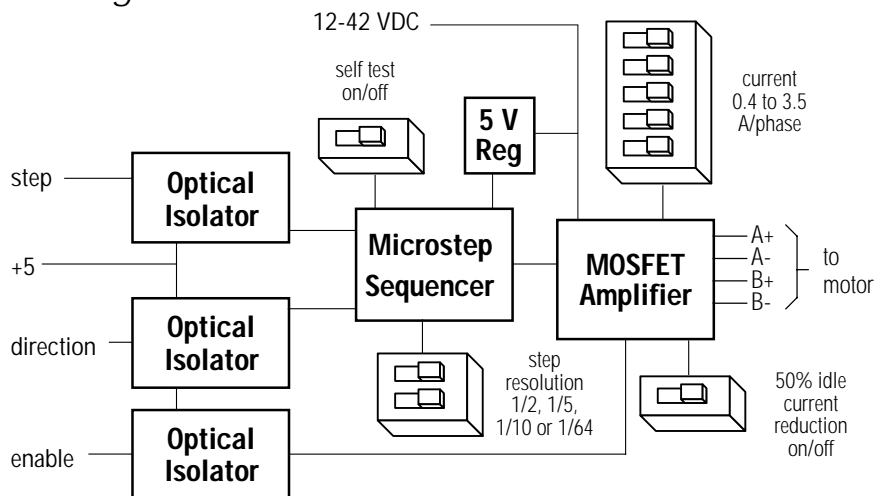 12-42 VDC
self test
on/off
5 V
Reg
current
0.4 to 3.5
A/phase
step
Optical
Isolator
+5
Microstep
Sequencer
MOSFET
Amplifier
A+
A-
B+
B-
to
motor
direction
Optical
Isolator
step
resolution
1/2, 1/5,
1/10 or 1/64
50% idle
current
reduction
on/off
enable
Optical
Isolator